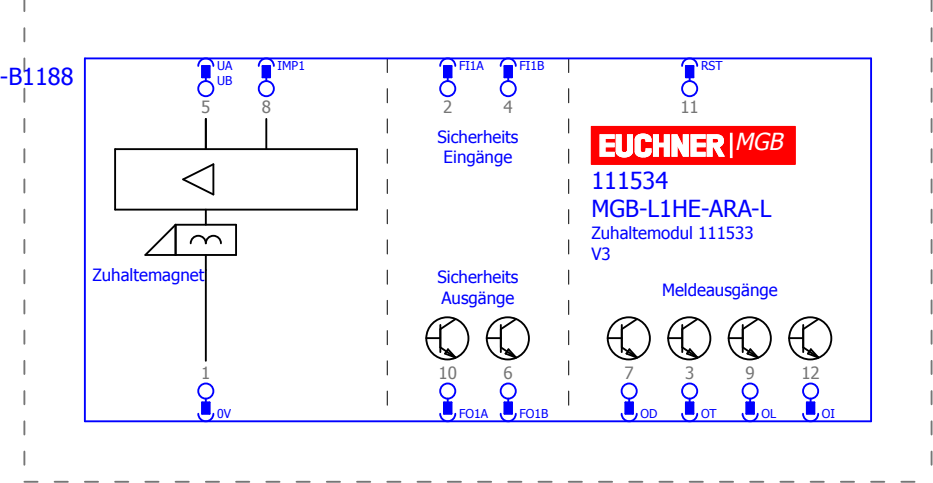 -B1188
UA
UB
IMP1
FI1A
FI1B
RST
5
8
2
4
11
Sicherheits
Eingänge
EUCHNER|MGB
111534
MGB-L1HE-ARA-L
Zuhaltemodul 111533
V3
Zuhaltemagnet
Sicherheits
Ausgänge
Meldeausgänge
1
10
6
7
3
9
12
0V
FO1A
FO1B
OD
OT
OL
OI